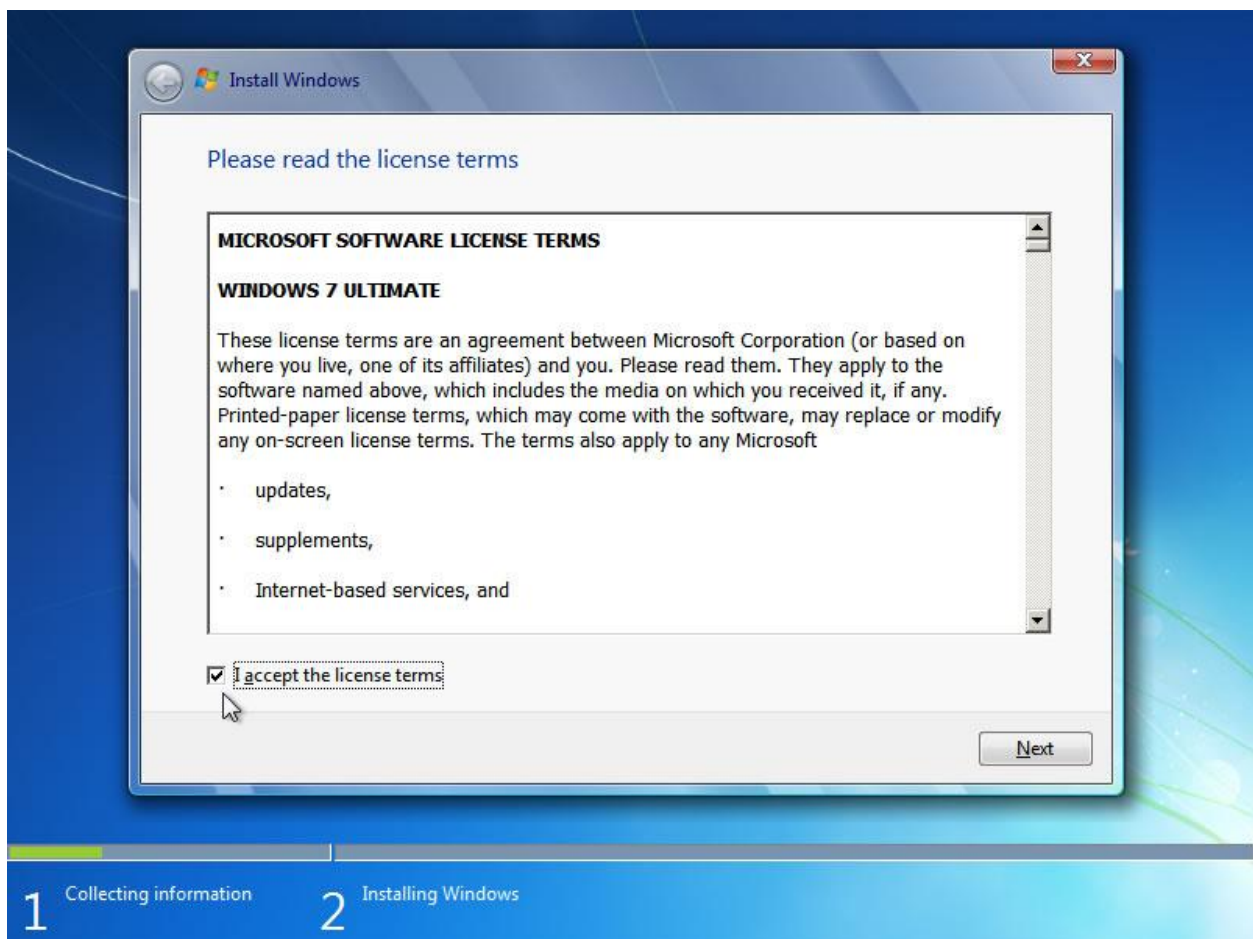 Install Windows
Please read the license terms
MICROSOFT SOFTWARE LICENSE TERMS
WINDOWS 7 ULTIMATE
These license terms are an agreement between Microsoft Corporation (or based on
where you live, one of its affiliates) and you. Please read them. They apply to the
software named above, which includes the media on which you received it, if any.
Printed-paper license terms, which may come with the software, may replace or modify
any on-screen license terms. The terms also apply to any Microsoft
· updates,
· supplements,
· Internet-based services, and
I accept the license terms
Next
1 Collecting information
2 Installing Windows